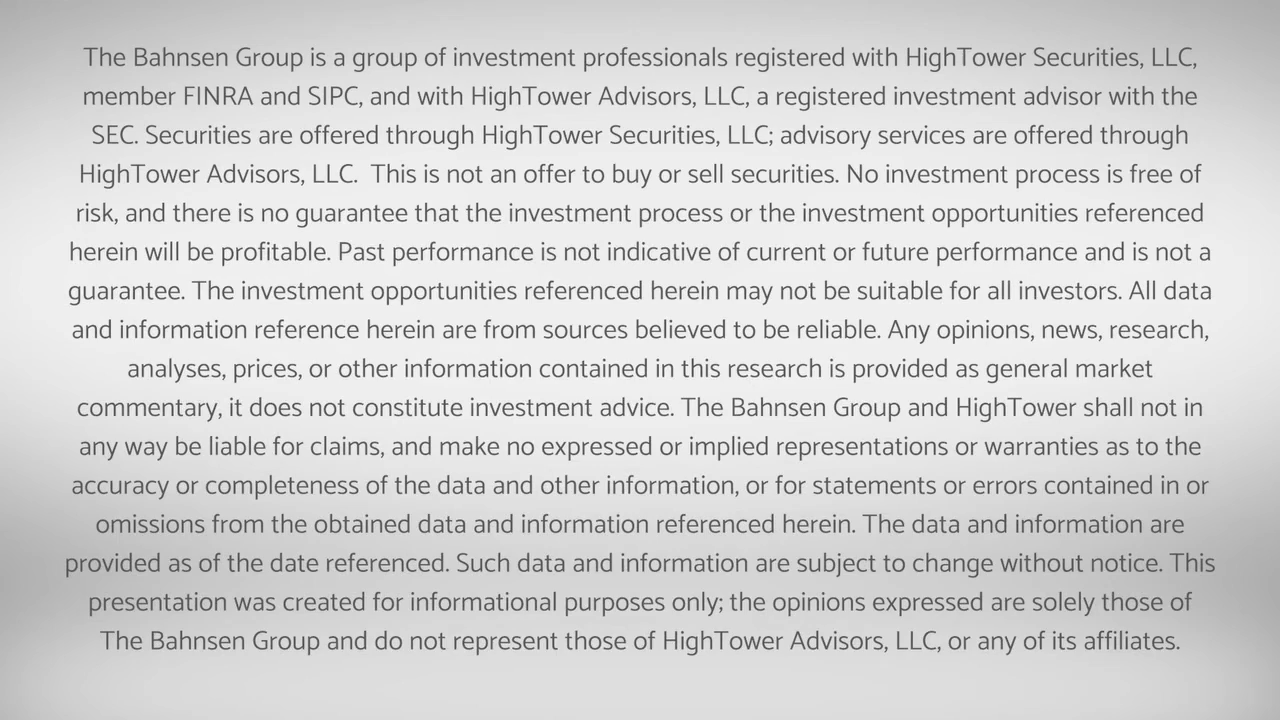 The Bahnsen Group is a group of investment professionals registered with HighTower Securities, LLC,
member FINRA and SIPC, and with HighTower Advisors, LLC, a registered investment advisor with the
SEC. Securities are offered through HighTower Securities, LLC; advisory services are offered through
HighTower Advisors, LLC.  This is not an offer to buy or sell securities. No investment process is free of
risk, and there is no guarantee that the investment process or the investment opportunities referenced
herein will be profitable. Past performance is not indicative of current or future performance and is not a
guarantee. The investment opportunities referenced herein may not be suitable for all investors. All data
and information reference herein are from sources believed to be reliable. Any opinions, news, research,
analyses, prices, or other information contained in this research is provided as general market
commentary, it does not constitute investment advice. The Bahnsen Group and HighTower shall not in
any way be liable for claims, and make no expressed or implied representations or warranties as to the
accuracy or completeness of the data and other information, or for statements or errors contained in or
omissions from the obtained data and information referenced herein. The data and information are
provided as of the date referenced. Such data and information are subject to change without notice. This
presentation was created for informational purposes only; the opinions expressed are solely those of
The Bahnsen Group and do not represent those of HighTower Advisors, LLC, or any of its affiliates.